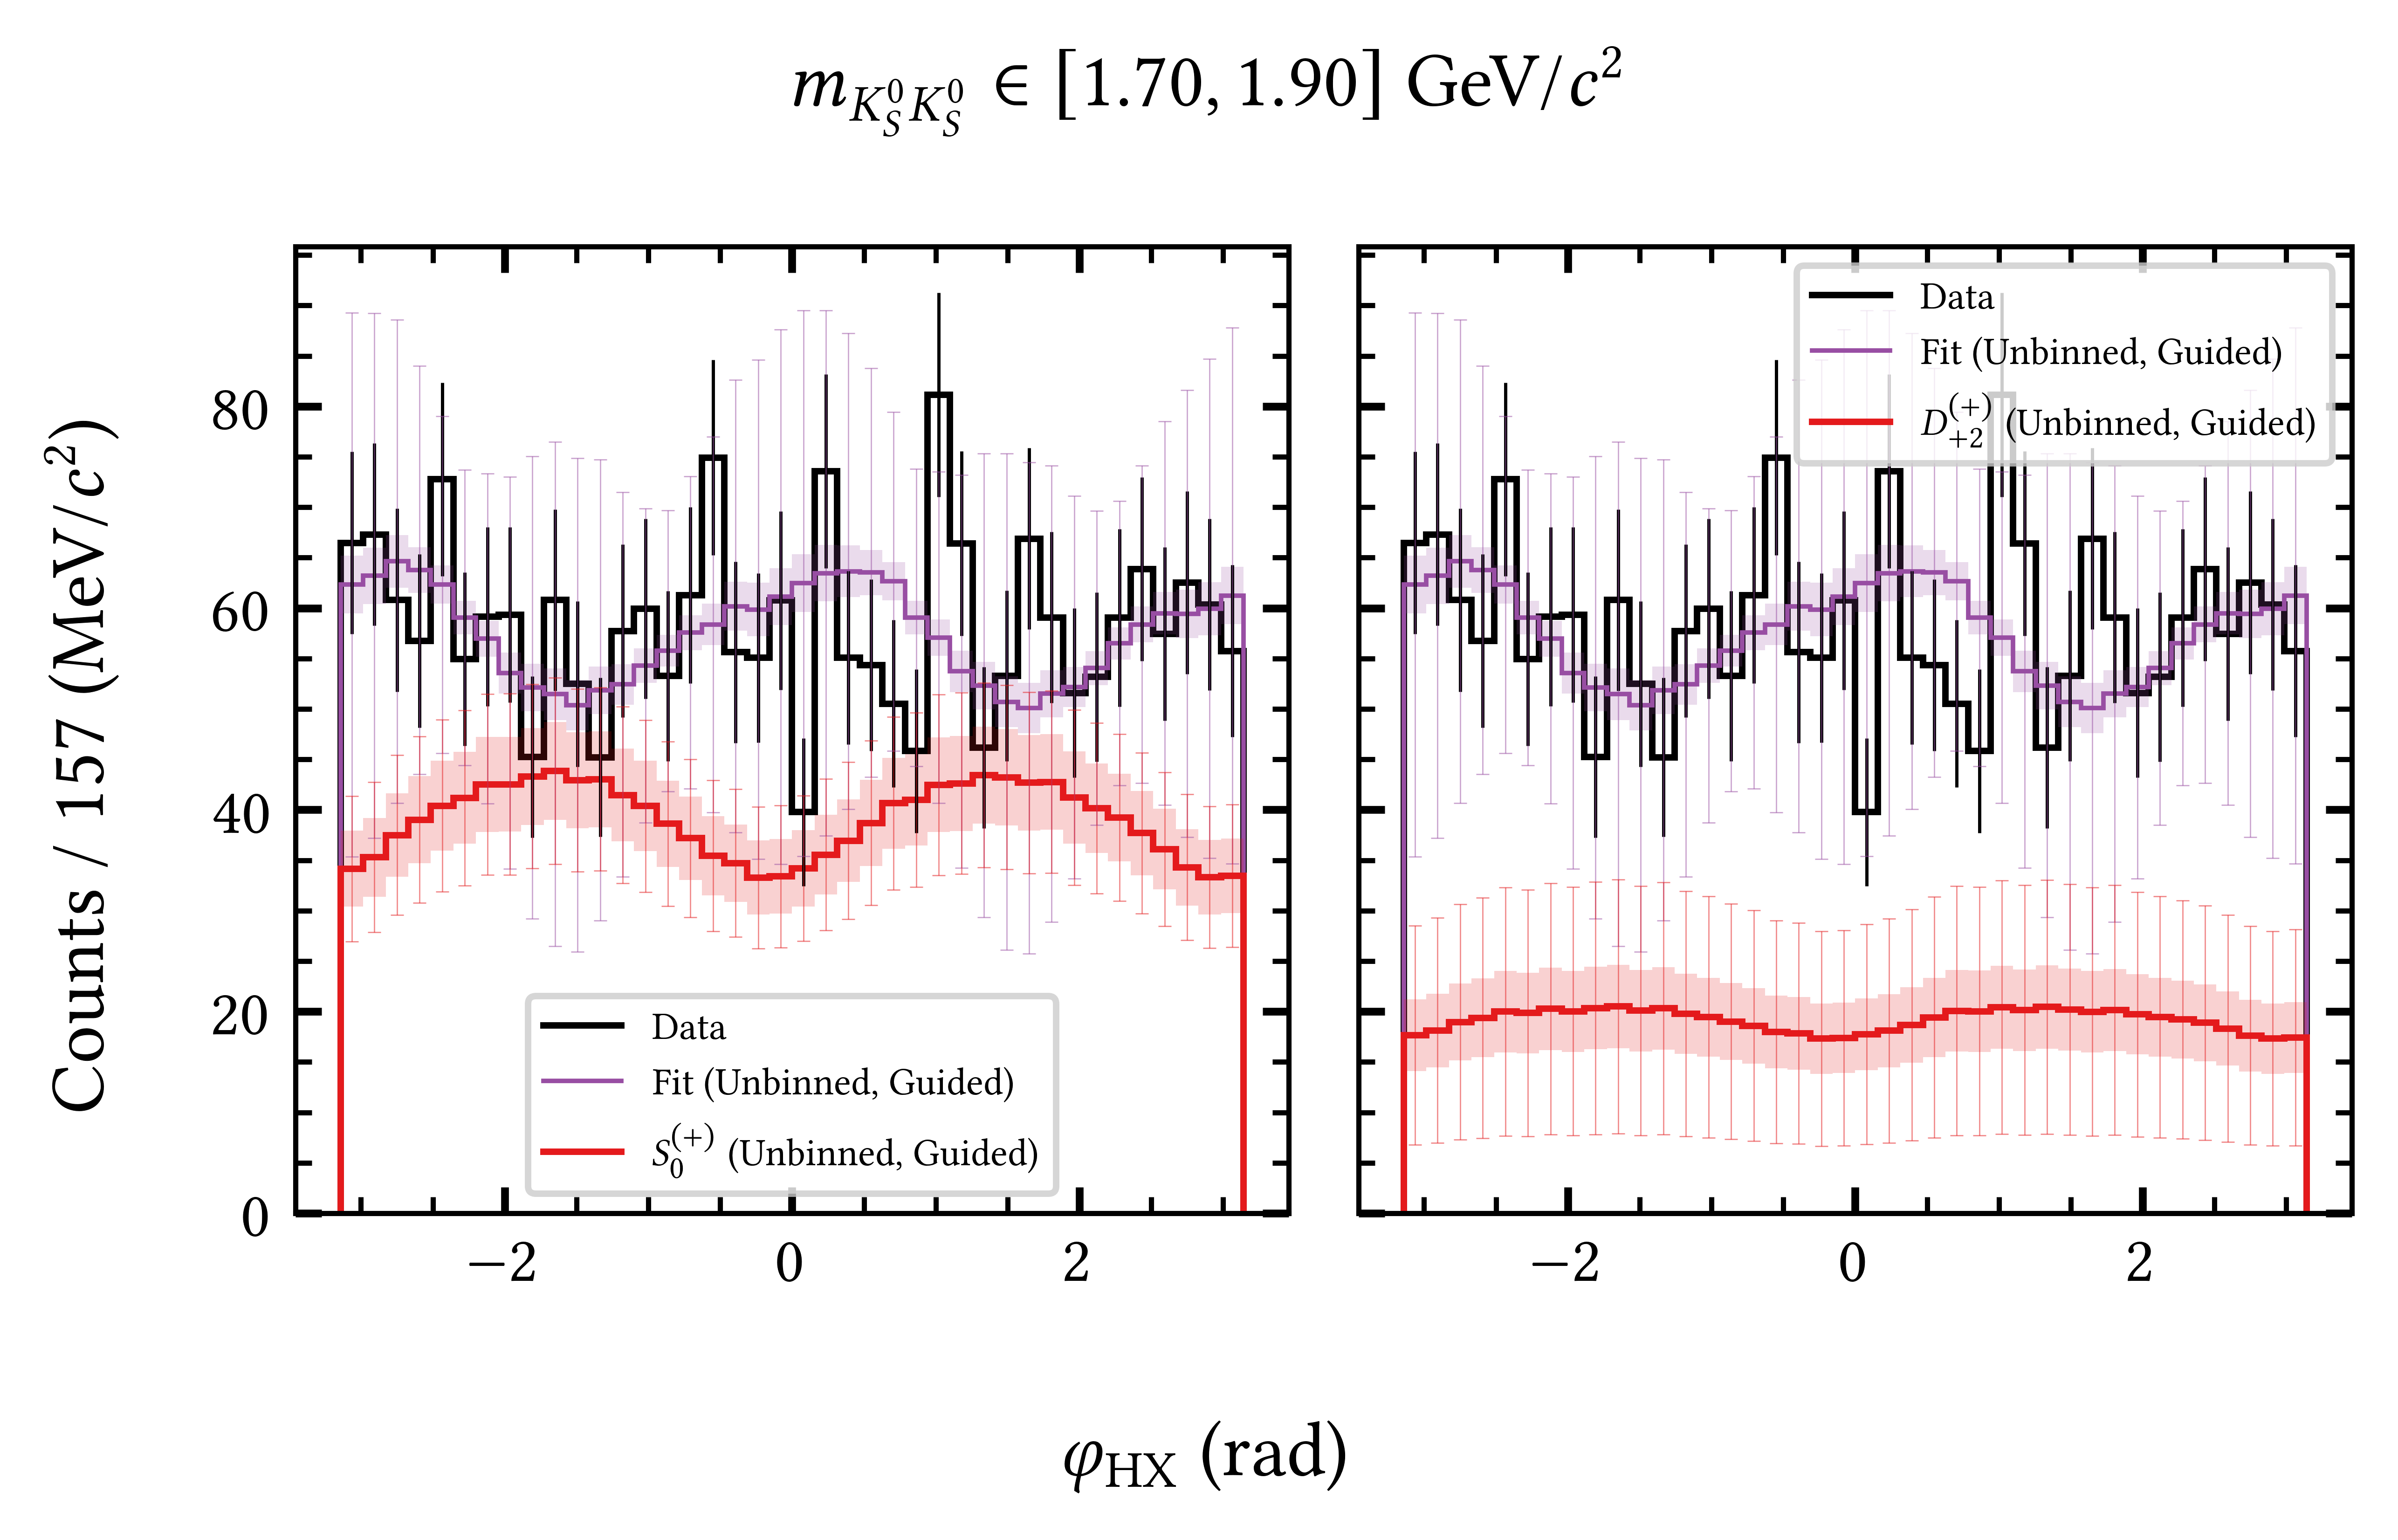 m_{K_S^0 K_S^0} ∈ [1.70, 1.90] GeV/c^2
Counts / 157 (MeV/c^2)
80
60
40
20
0
−2
0
2
Data
Fit (Unbinned, Guided)
S_0^{(+)} (Unbinned, Guided)
−2
0
2
Data
Fit (Unbinned, Guided)
D_{+2}^{(+)} (Unbinned, Guided)
φ_{HX} (rad)